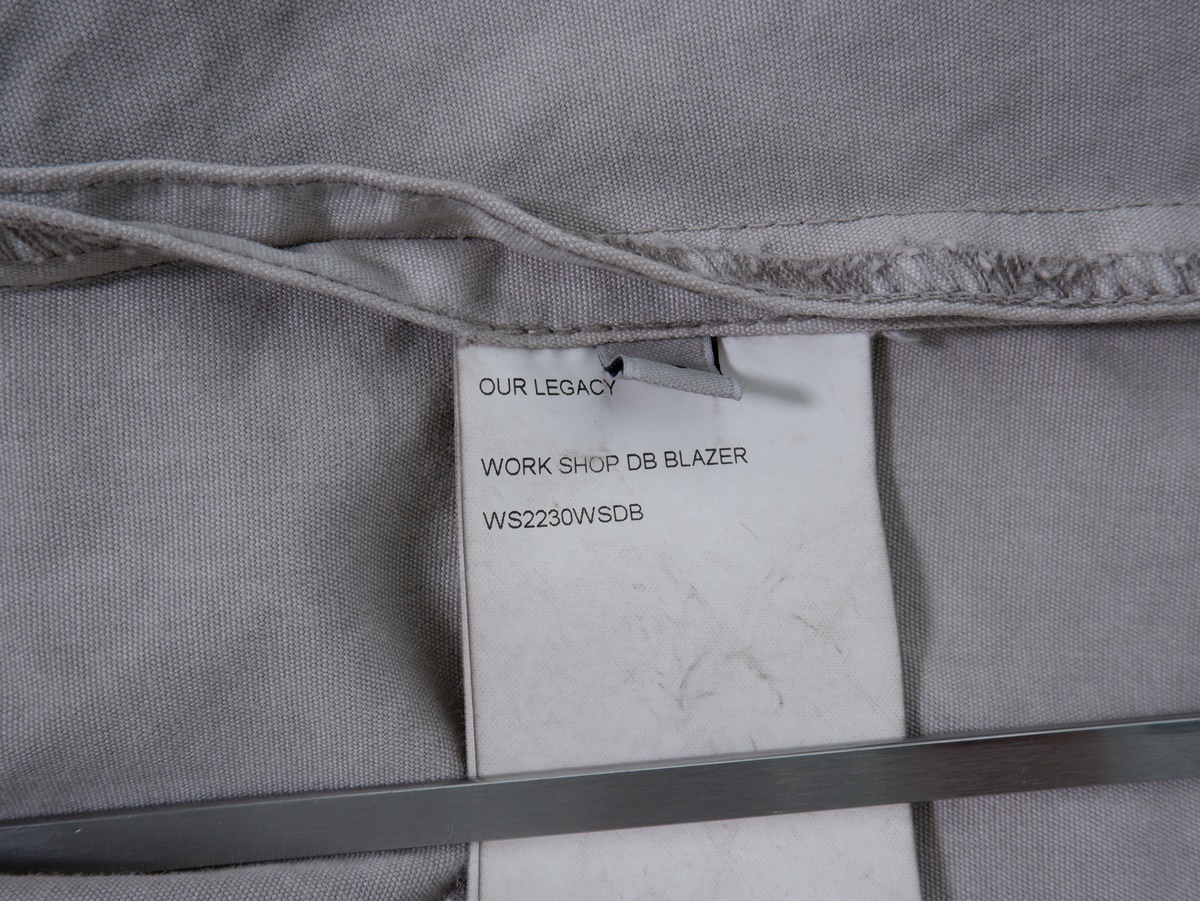 OUR LEGACY
WORK SHOP DB BLAZER
WS2230WSDB